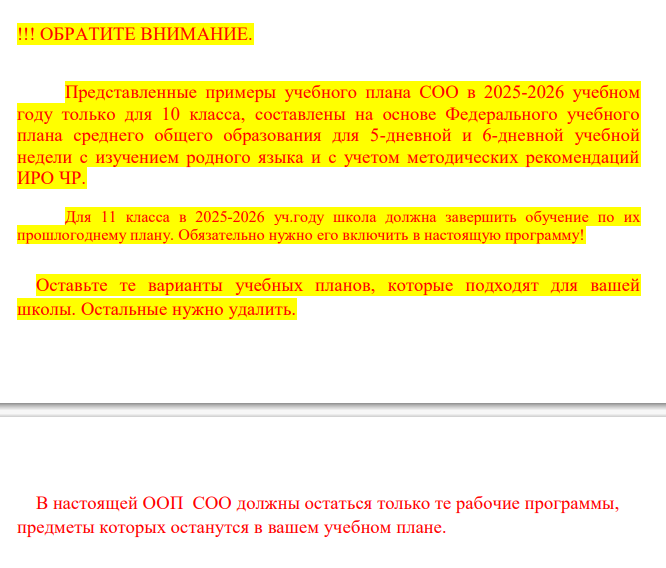 !!! ОБРАТИТЕ ВНИМАНИЕ.
Представленные примеры учебного плана СОО в 2025-2026 учебном
году только для 10 класса, составлены на основе Федерального учебного
плана среднего общего образования для 5-дневной и 6-дневной учебной
недели с изучением родного языка и с учетом методических рекомендаций
ИРО ЧР.
Для 11 класса в 2025-2026 уч.году школа должна завершить обучение по их
прошлогоднему плану. Обязательно нужно его включить в настоящую программу!
Оставьте те варианты учебных планов, которые подходят для вашей
школы. Остальные нужно удалить.
В настоящей ООП СОО должны остаться только те рабочие программы,
предметы которых останутся в вашем учебном плане.